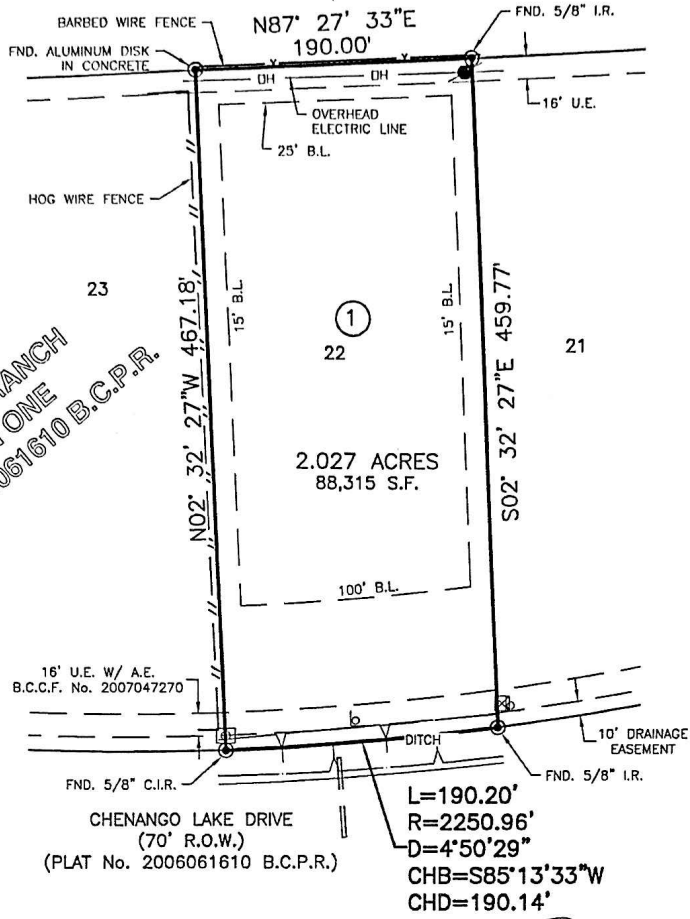 BARBED WIRE FENCE
N87° 27' 33"E
190.00'
FND. 5/8" I.R.
FND. ALUMINUM DISK
IN CONCRETE
OH
OH
OVERHEAD
ELECTRIC LINE
16' U.E.
25' B.L.
HOG WIRE FENCE
23
15' B.L.
15' B.L.
1
22
21
N02° 32' 27"W 467.18'
S02° 32' 27"E 459.77'
RANCH
ONE
061610 B.C.P.R.
2.027 ACRES
88,315 S.F.
100' B.L.
16' U.E. W/ A.E.
B.C.C.F. No. 2007047270
DITCH
10' DRAINAGE
EASEMENT
FND. 5/8" C.I.R.
FND. 5/8" I.R.
CHENANGO LAKE DRIVE
(70' R.O.W.)
(PLAT No. 2006061610 B.C.P.R.)
L=190.20'
R=2250.96'
D=4°50'29"
CHB=S85°13'33"W
CHD=190.14'